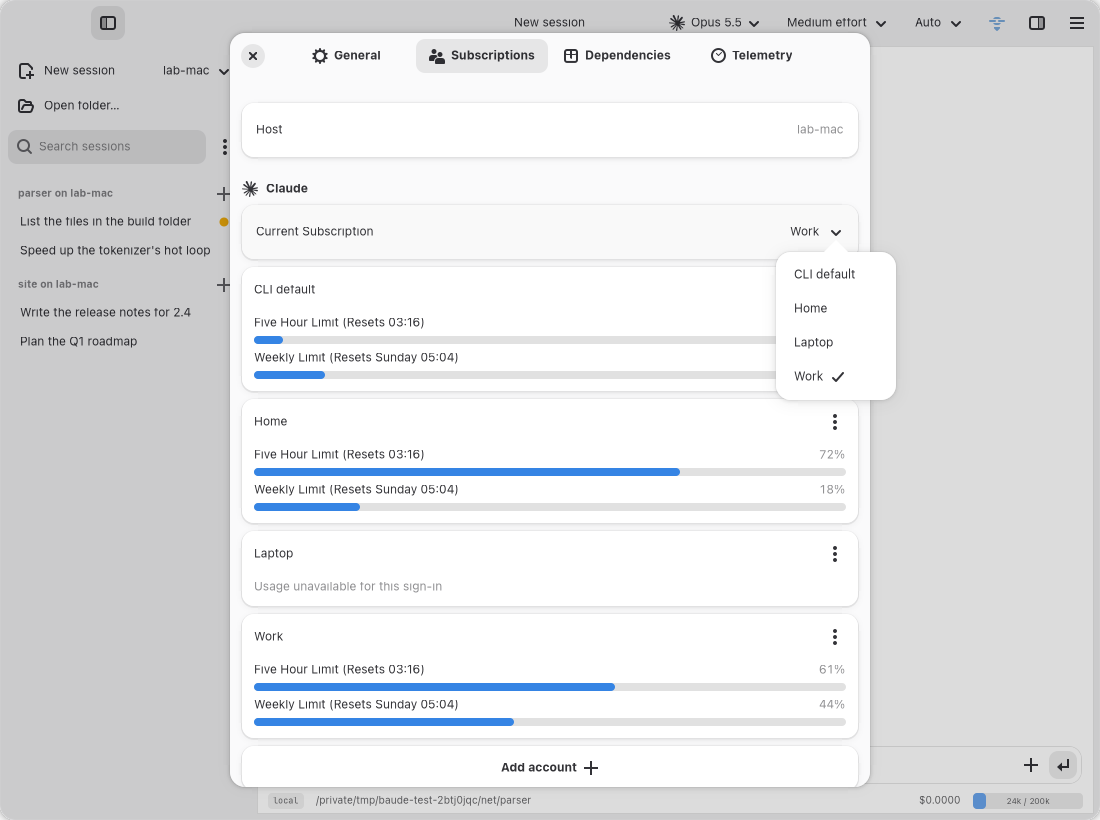 New session
Opus 5.5
Medium effort
Auto
New session
lab-mac
Open folder...
Search sessions
parser on lab-mac
List the files in the build folder
Speed up the tokenizer's hot loop
site on lab-mac
Write the release notes for 2.4
Plan the Q1 roadmap
General
Subscriptions
Dependencies
Telemetry
Host
lab-mac
Claude
Current Subscription
Work
CLI default
Home
Laptop
Work
CLI default
Five Hour Limit (Resets 03:16)
Weekly Limit (Resets Sunday 05:04)
Home
Five Hour Limit (Resets 03:16)
72%
Weekly Limit (Resets Sunday 05:04)
18%
Laptop
Usage unavailable for this sign-in
Work
Five Hour Limit (Resets 03:16)
61%
Weekly Limit (Resets Sunday 05:04)
44%
Add account
local
/private/tmp/baude-test-2btj0jqc/net/parser
$0.0000
24k / 200k